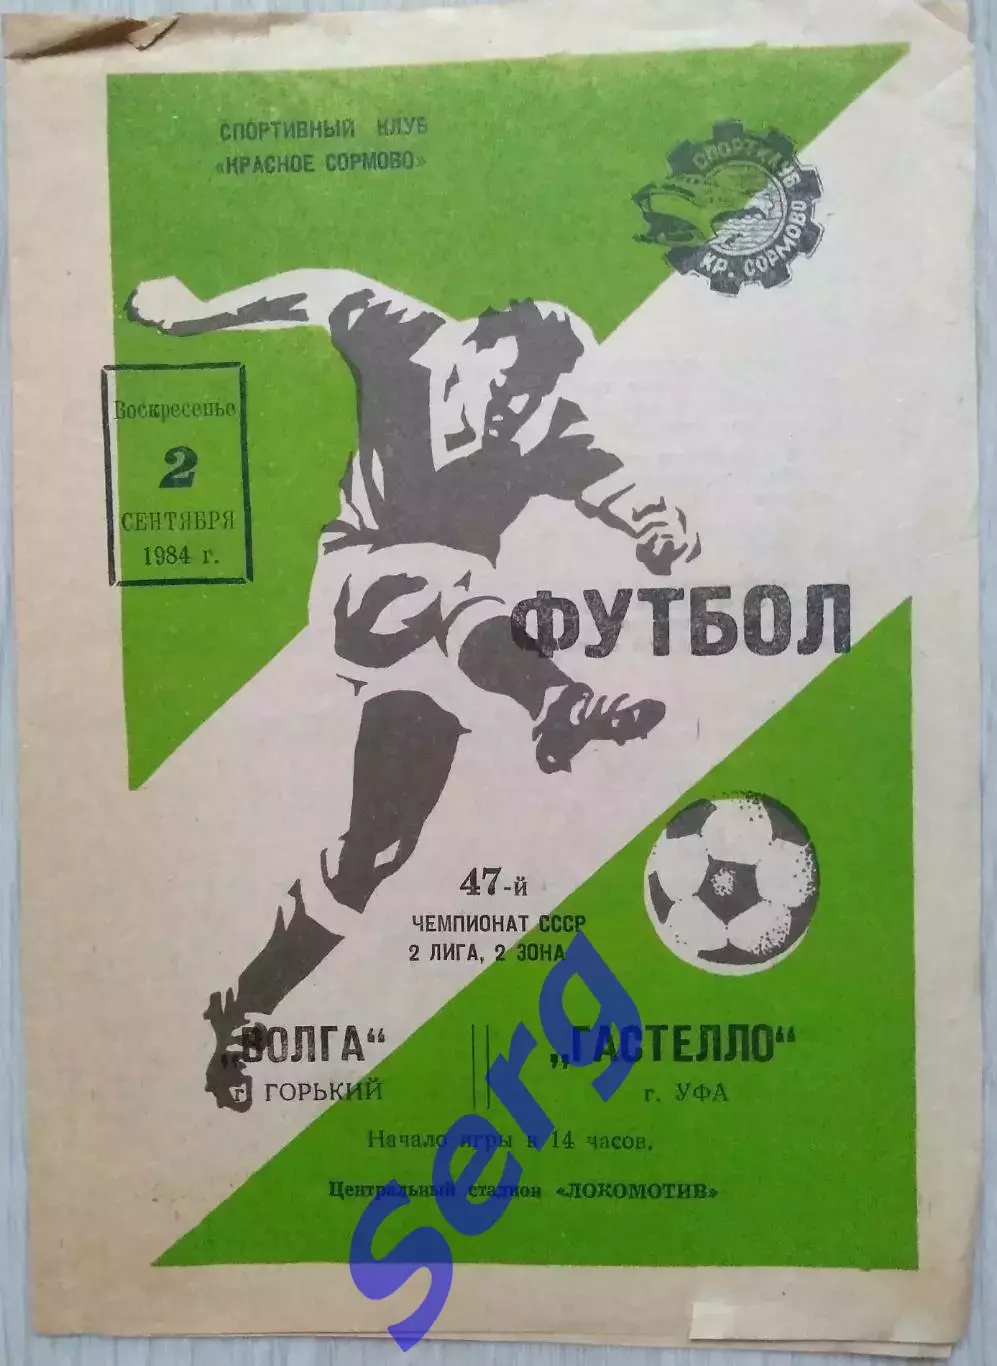 СПОРТИВНЫЙ КЛУБ
«КРАСНОЕ СОРМОВО»
СПОРТКЛУБ
КР. СОРМОВО
Воскресенье
2
СЕНТЯБРЯ
1984 г.
ФУТБОЛ
47-й
ЧЕМПИОНАТ СССР
2 ЛИГА, 2 ЗОНА
„ВОЛГА“ || „ГАСТЕЛЛО“
г. ГОРЬКИЙ г. УФА
Начало игры в 14 часов.
Центральный стадион «ЛОКОМОТИВ»
Serg